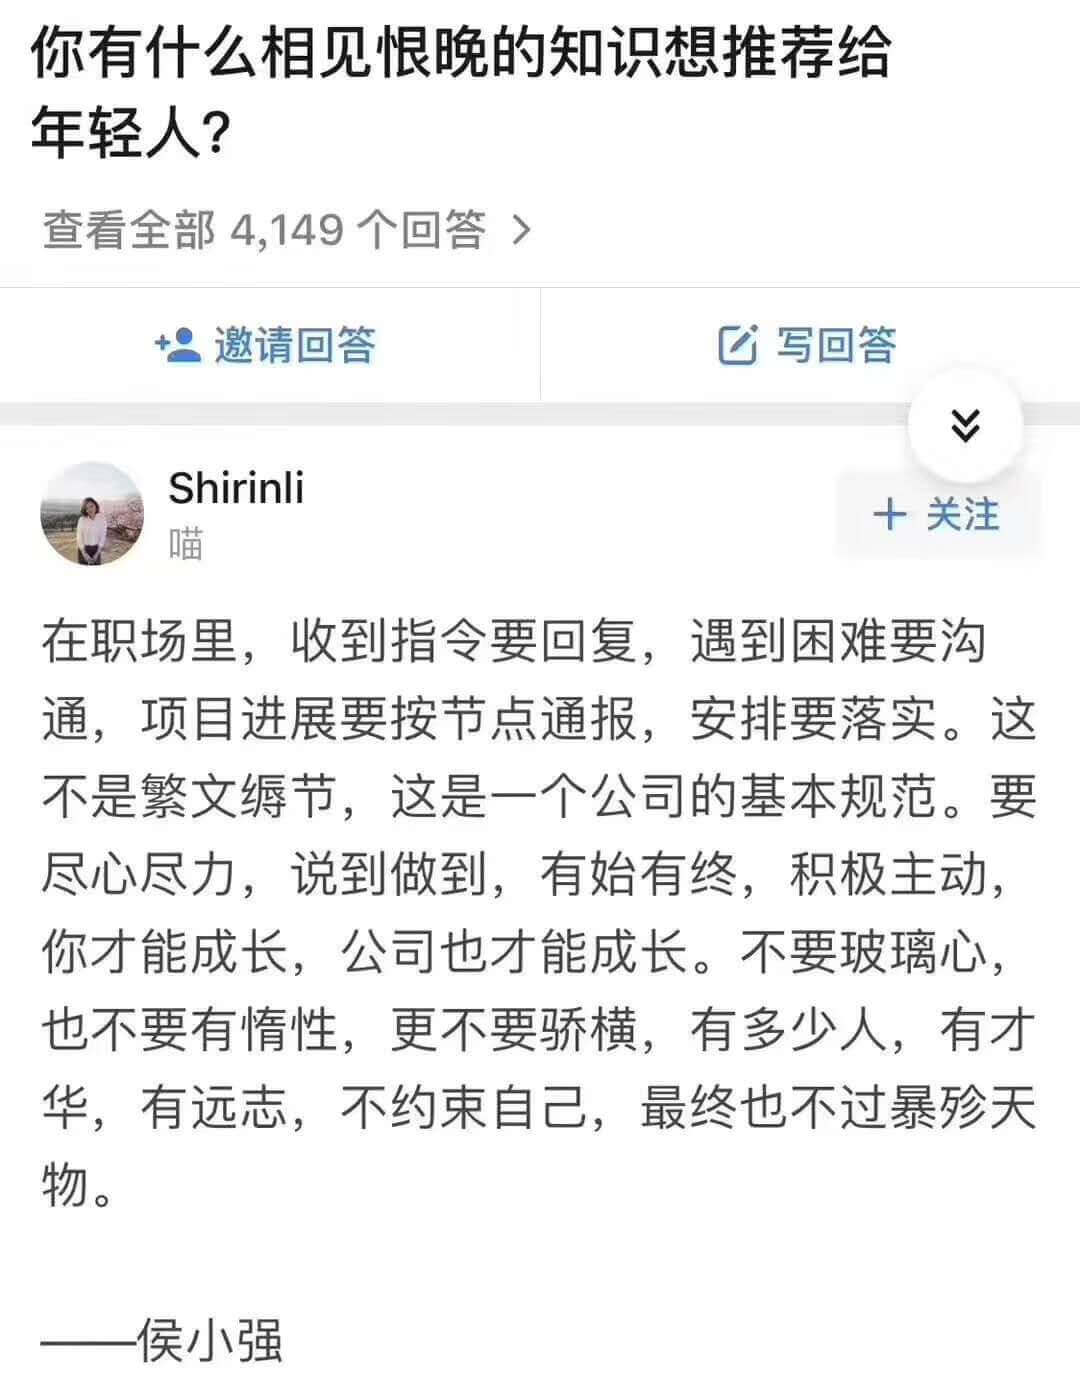 你有什么相见恨晚的知识想推荐给
年轻人?
查看全部 4,149 个回答 >
邀请回答
写回答
Shirinli
喵
+ 关注
在职场里，收到指令要回复，遇到困难要沟
通，项目进展要按节点通报，安排要落实。这
不是繁文缛节，这是一个公司的基本规范。要
尽心尽力，说到做到，有始有终，积极主动，
你才能成长，公司也才能成长。不要玻璃心，
也不要有惰性，更不要骄横，有多少人，有才
华，有远志，不约束自己，最终也不过暴殄天
物。
——侯小强